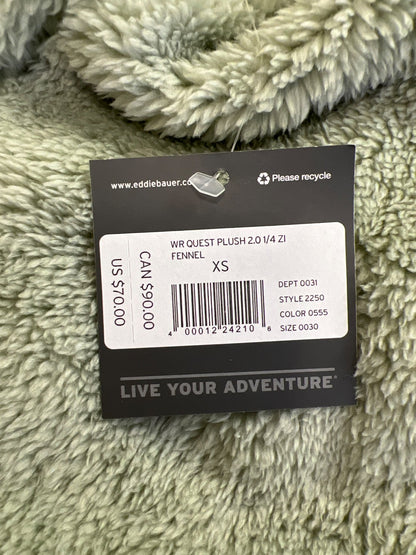 www.eddiebauer.
Please recycle
WR QUEST PLUSH 2.0 1/4 ZI
FENNEL
XS
DEPT 0031
STYLE 2250
COLOR 0555
SIZE 0030
4 00012 24210 6
CAN $90.00
US $70.00
LIVE YOUR ADVENTURE